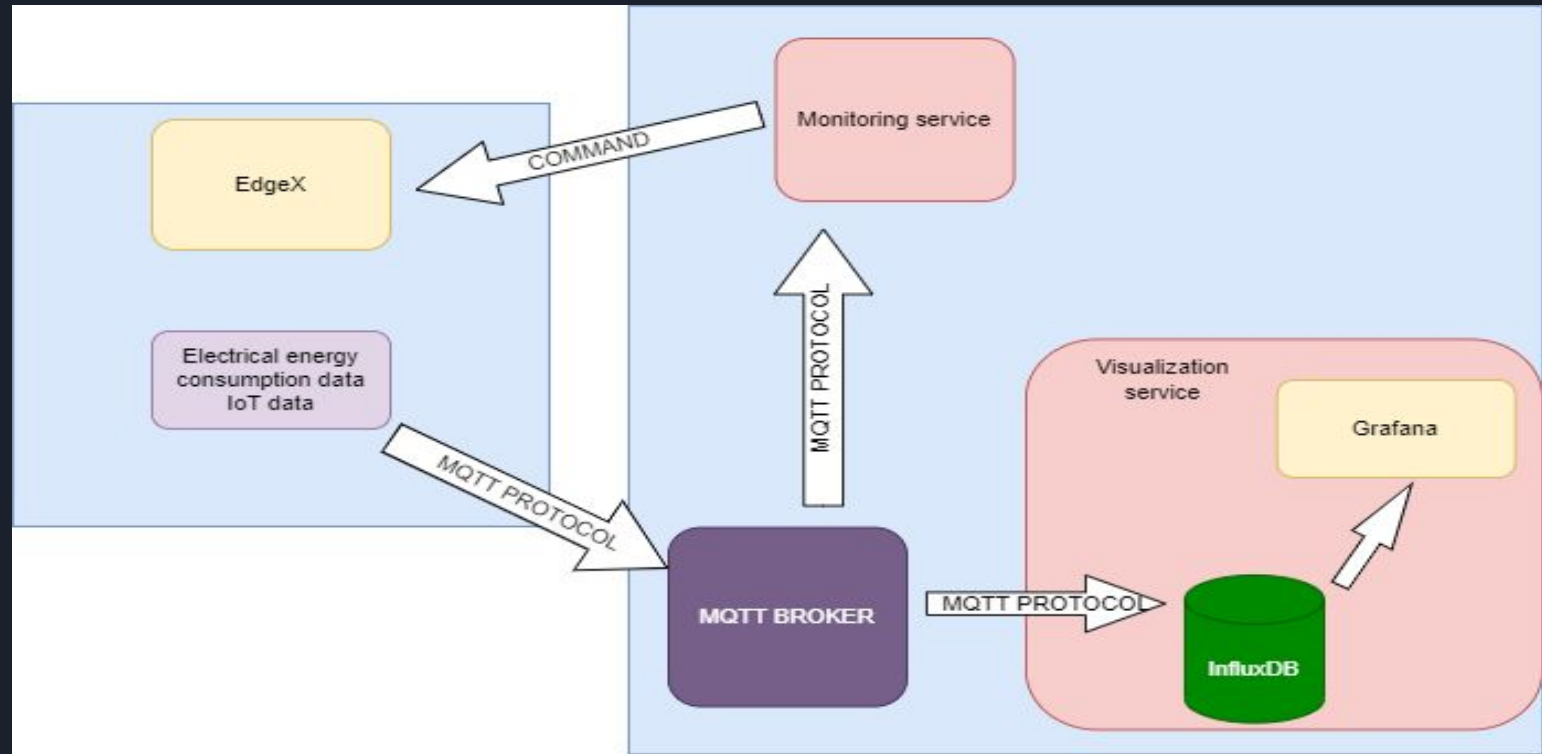 Monitoring service
COMMAND
EdgeX
MQTT PROTOCOL
Electrical energy
consumption data
IoT data
Visualization
service
Grafana
MQTT PROTOCOL
MQTT BROKER
MQTT PROTOCOL
InfluxDB